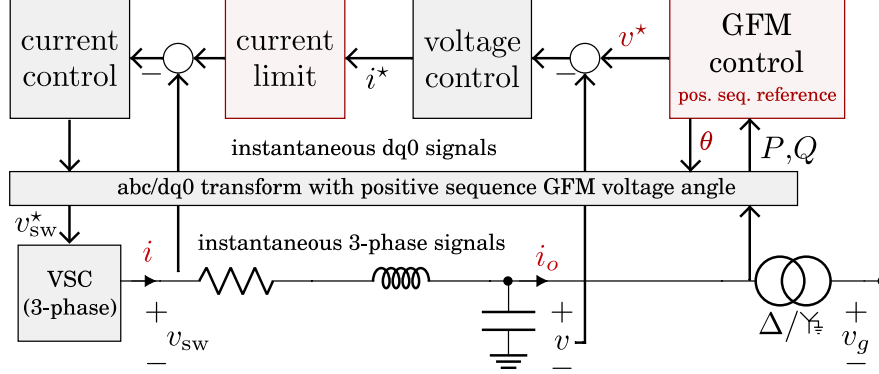 current
control
−
current
limit
i⋆
voltage
control
−
v⋆
GFM
control
pos. seq. reference
instantaneous dq0 signals
θ
P,Q
abc/dq0 transform with positive sequence GFM voltage angle
v⋆sw
instantaneous 3-phase signals
VSC
(3-phase)
i
io
+
vsw
−
+
v
−
Δ/Y
+
vg
−